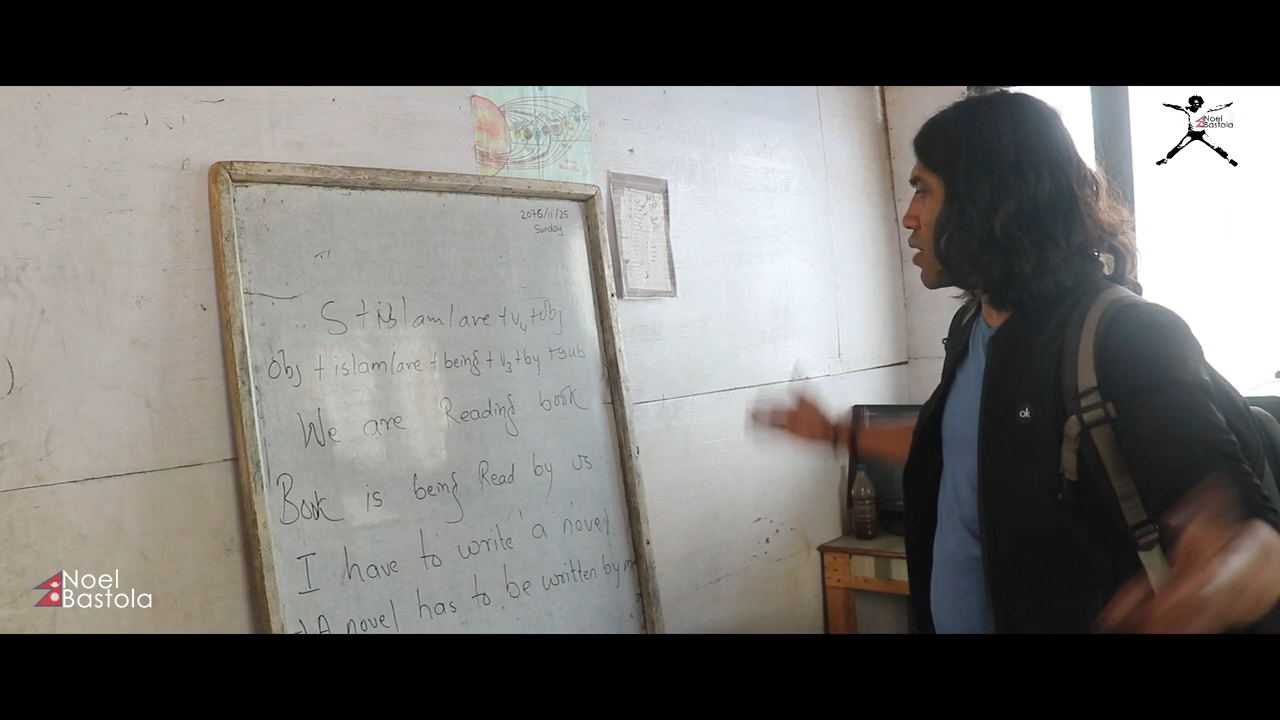 2075/11/25
Sunday
S + is/am/are + v4 + obj
Obj + is/am/are + being + v3 + by + sub
We are Reading book
Book is being Read by us
I have to write a novel
→ A novel has to be written by
ok
Noel
Bastola
Noel
Bastola